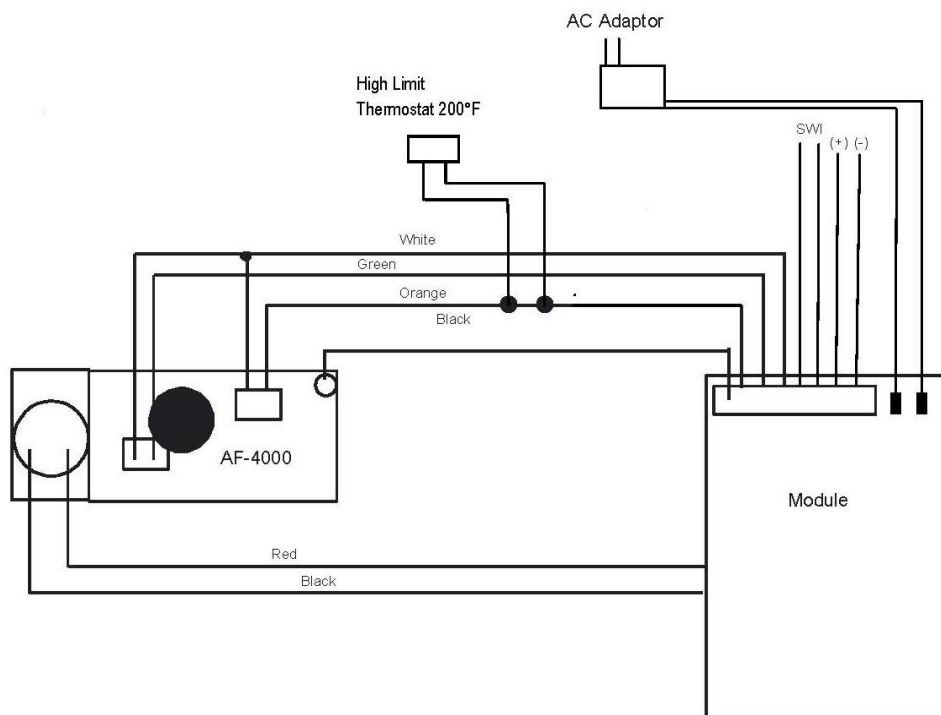 AC Adaptor
High Limit
Thermostat 200°F
SWI
(+) (-)
White
Green
Orange
Black
AF-4000
Module
Red
Black